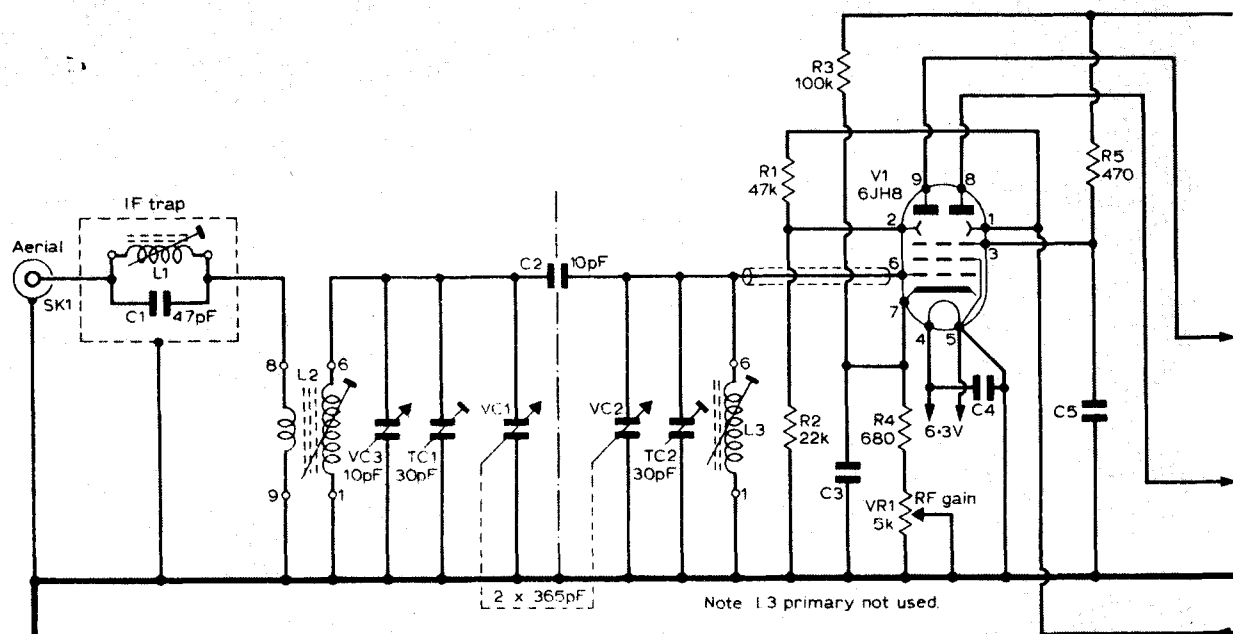 R3
100k
9
8
R1
47k
V1
6JH8
R5
470
IF trap
2
1
3
Aerial
L1
C2
10pF
6
SK1
C1
47pF
7
4
5
8
L2
6
6
C4
VC1
VC2
L3
R2
22k
R4
680
6·3V
C5
VC3
10pF
TC1
30pF
TC2
30pF
C3
9
1
1
VR1
5k
RF gain
2 x 365pF
Note L3 primary not used.